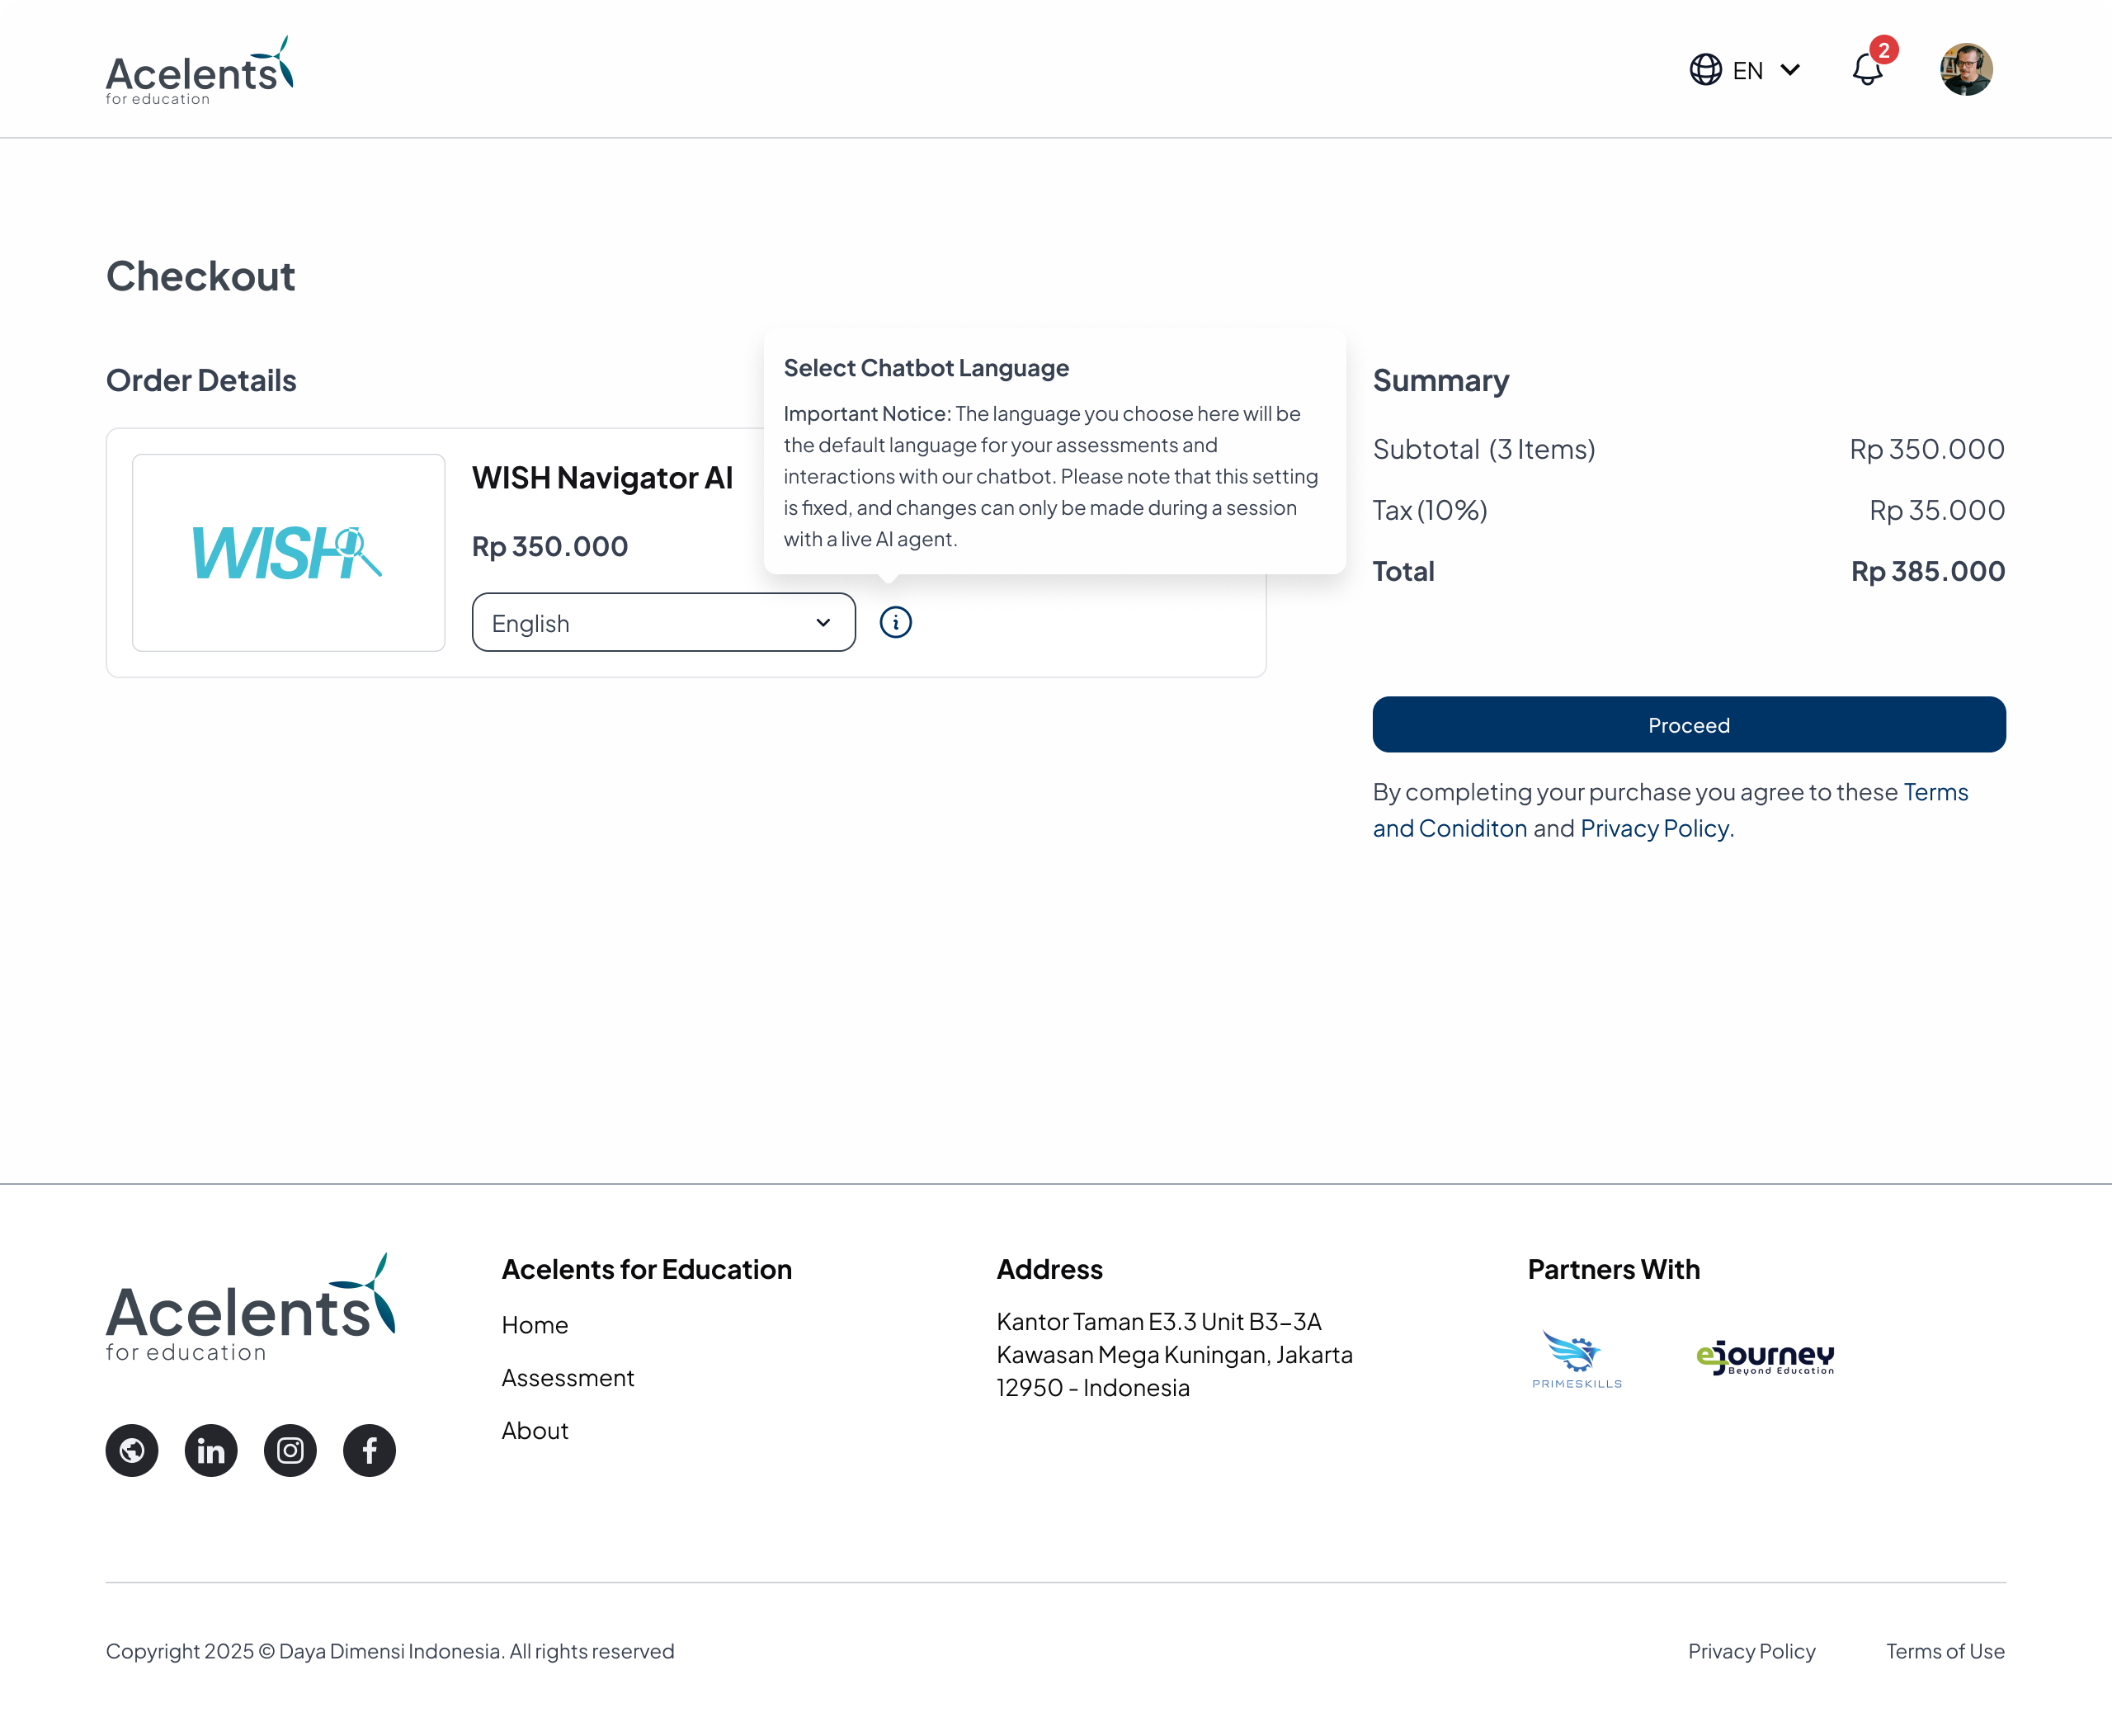 Acelents
for education
EN
2
Checkout
Order Details
WISH
WISH Navigator AI
Rp 350.000
English
Select Chatbot Language
Important Notice: The language you choose here will be
the default language for your assessments and
interactions with our chatbot. Please note that this setting
is fixed, and changes can only be made during a session
with a live AI agent.
Summary
Subtotal (3 Items) Rp 350.000
Tax (10%) Rp 35.000
Total Rp 385.000
Proceed
By completing your purchase you agree to these Terms
and Coniditon and Privacy Policy.
Acelents
for education
Acelents for Education
Home
Assessment
About
Address
Kantor Taman E3.3 Unit B3–3A
Kawasan Mega Kuningan, Jakarta
12950 - Indonesia
Partners With
PRIMESKILLS
ejourney
Beyond Education
Copyright 2025 © Daya Dimensi Indonesia. All rights reserved
Privacy Policy Terms of Use